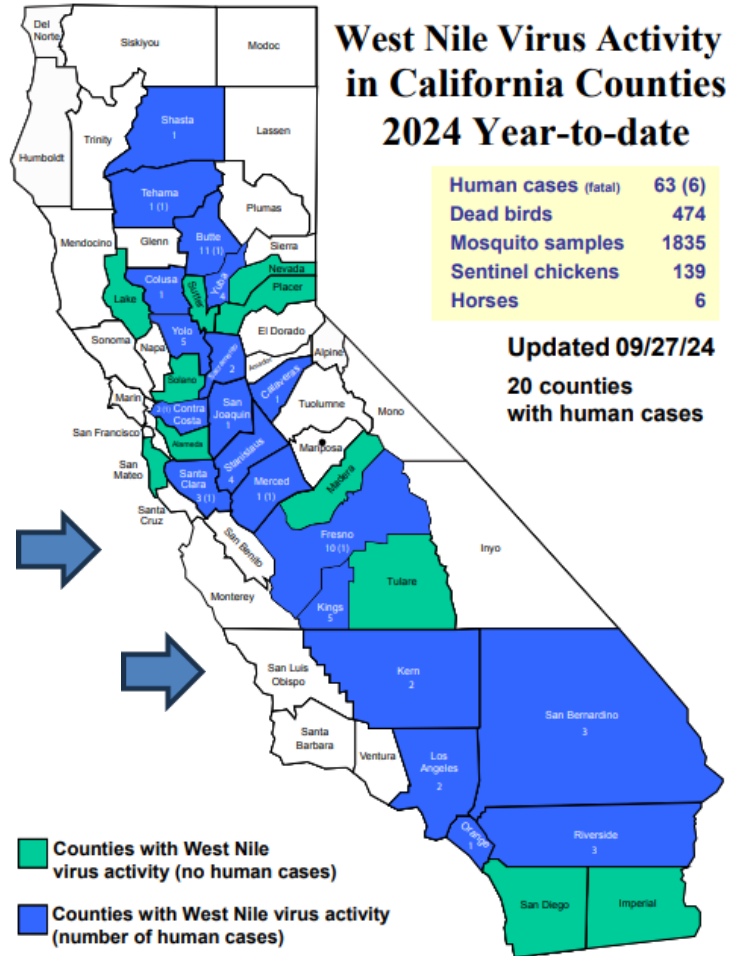 West Nile Virus Activity
in California Counties
2024 Year-to-date
Human cases (fatal) 63 (6)
Dead birds 474
Mosquito samples 1835
Sentinel chickens 139
Horses 6
Updated 09/27/24
20 counties
with human cases
Del
Norte
Siskiyou
Modoc
Shasta
1
Lassen
Trinity
Humboldt
Tehama
1 (1)
Plumas
Butte
11 (1)
Mendocino
Glenn
Sierra
Nevada
Placer
Yuba
4
Sutter
Colusa
1
Lake
El Dorado
Yolo
5
Sonoma
Napa
Sacramento
2
Alpine
Amador
Solano
Calaveras
1
Marin
Contra
Costa
San
Joaquin
1
Tuolumne
Mono
San Francisco
Alameda
Stanislaus
4
Mariposa
San
Mateo
Santa
Clara
3 (1)
Merced
1 (1)
Madera
Santa
Cruz
San Benito
Fresno
10 (1)
Inyo
Tulare
Monterey
Kings
5
San Luis
Obispo
Kern
2
San Bernardino
3
Santa
Barbara
Ventura
Los
Angeles
2
Orange
1
Riverside
3
San Diego
Imperial
Counties with West Nile
virus activity (no human cases)
Counties with West Nile virus activity
(number of human cases)